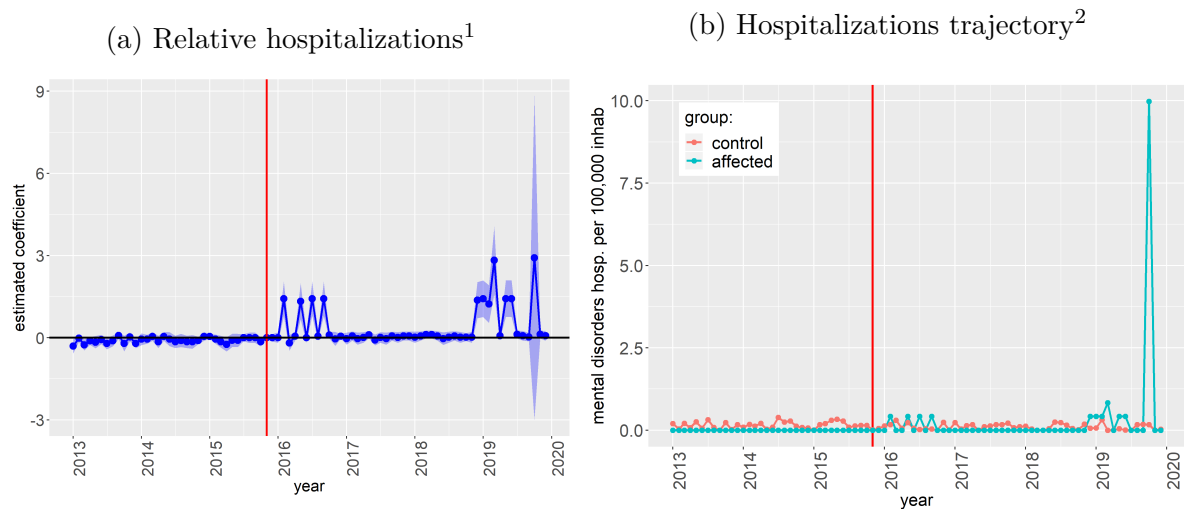 (a) Relative hospitalizations1
9
6
3
0
-3
estimated coefficient
2013
2014
2015
2016
2017
2018
2019
2020
year
(b) Hospitalizations trajectory2
10.0
7.5
5.0
2.5
0.0
mental disorders hosp. per 100,000 inhab
group:
control
affected
2013
2014
2015
2016
2017
2018
2019
2020
year